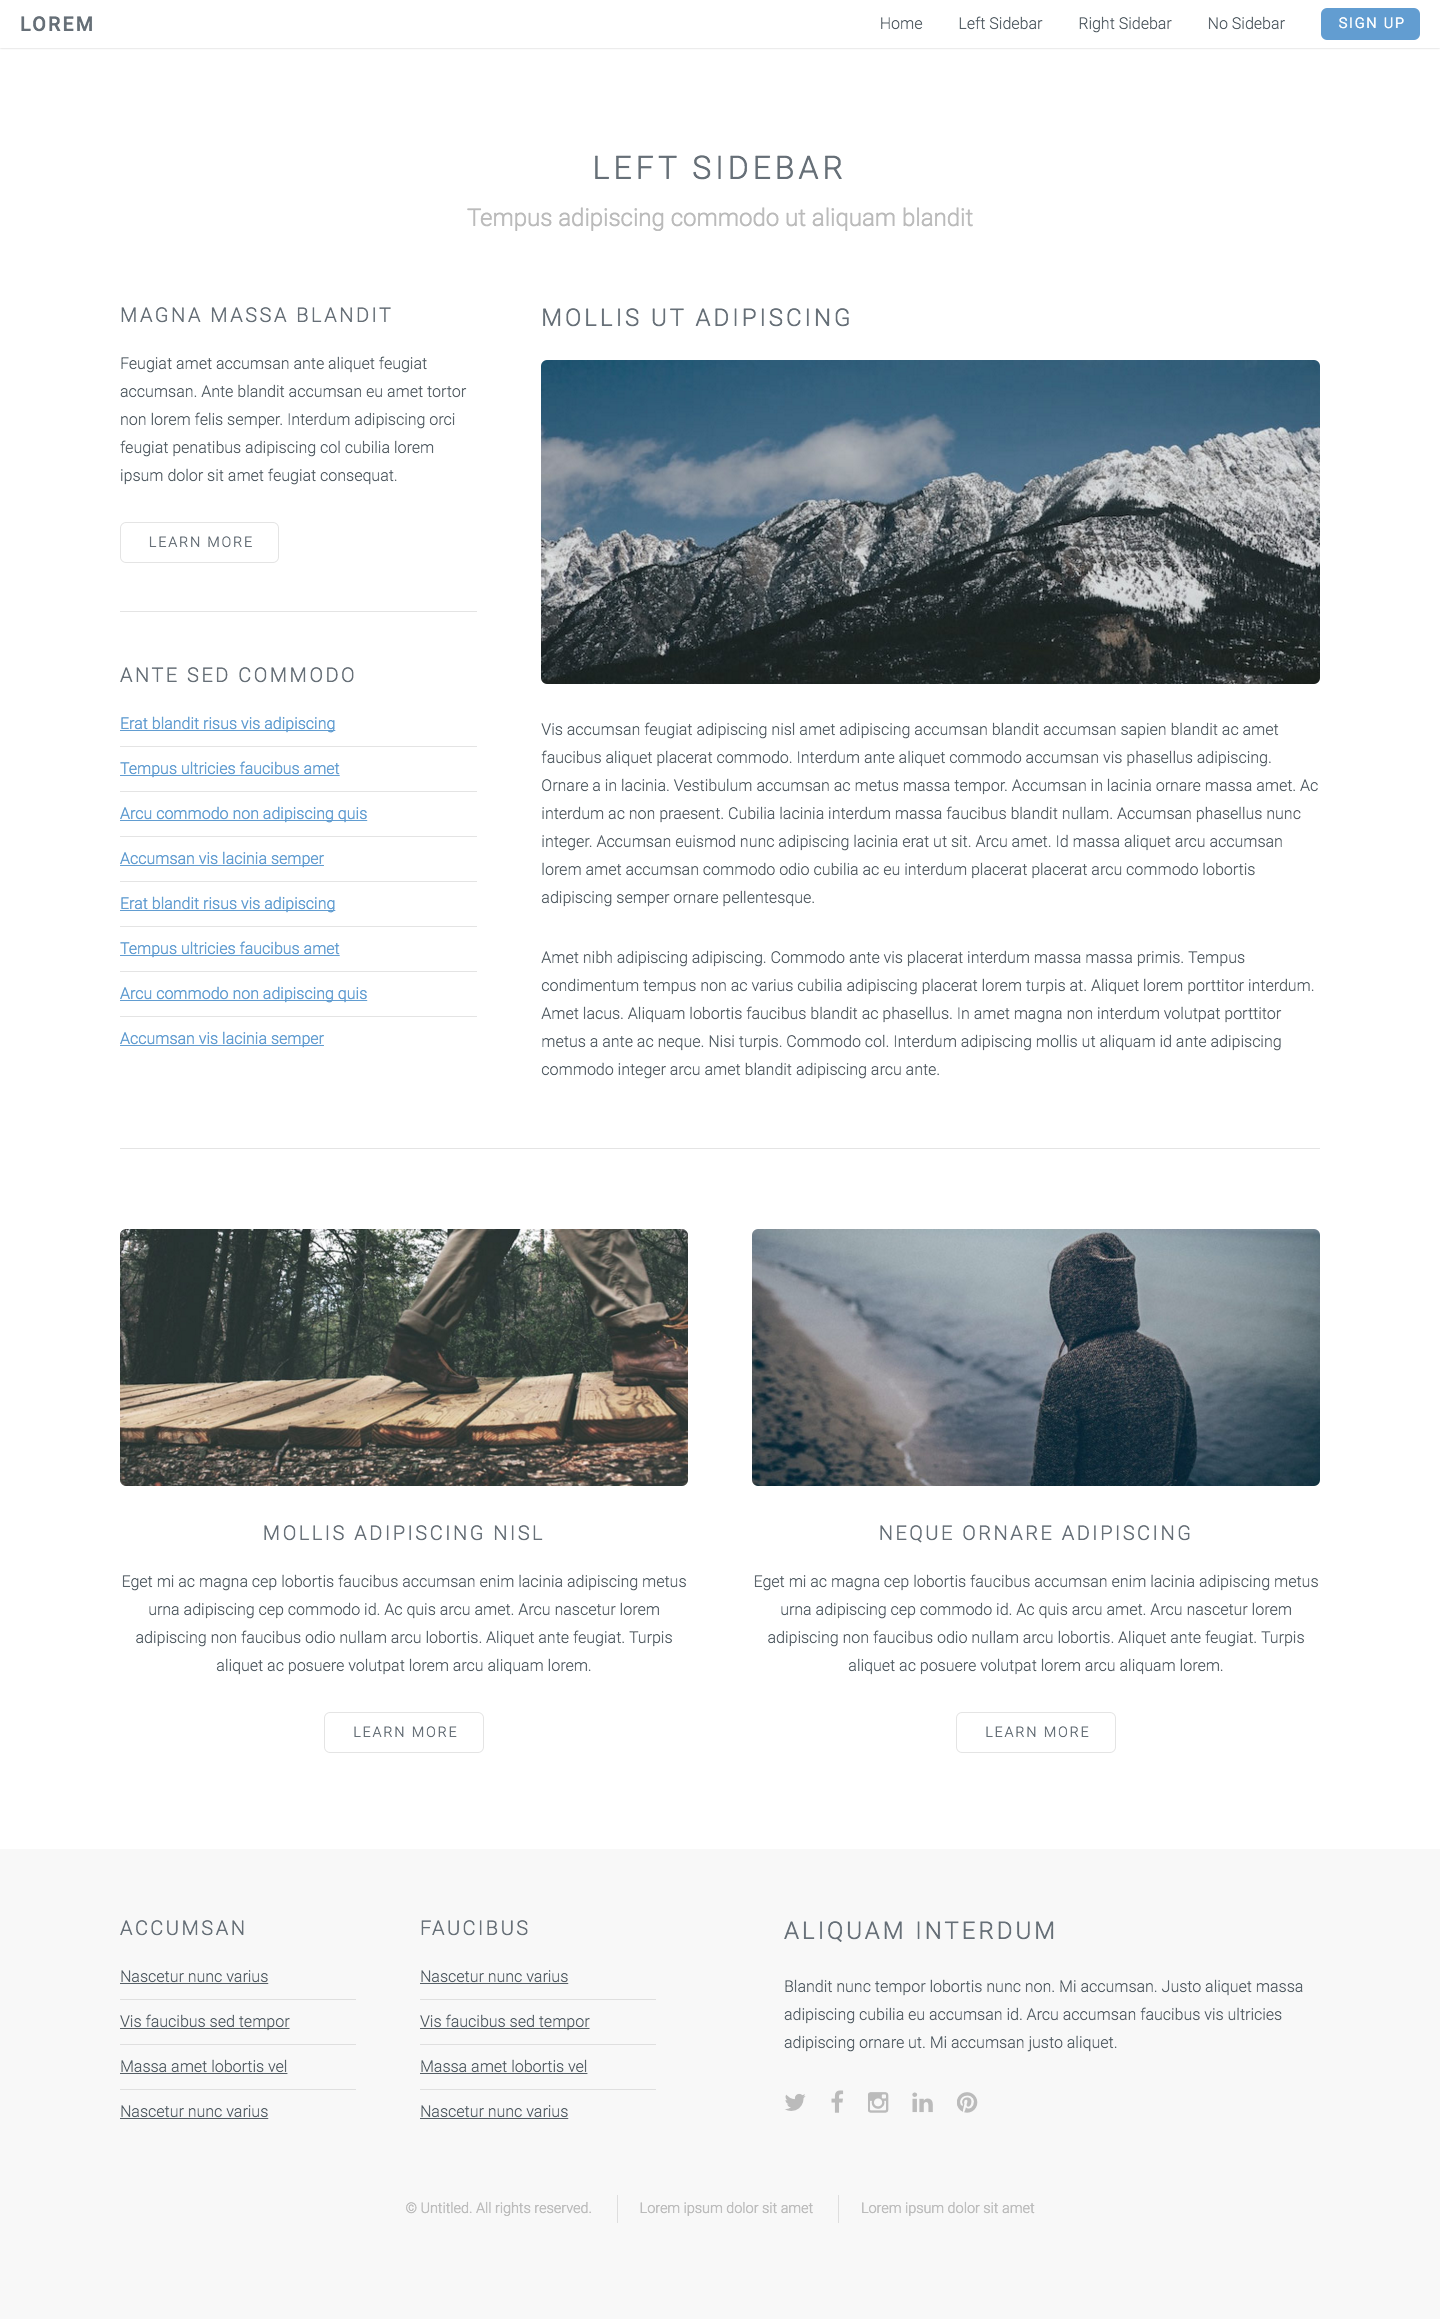 LOREM
Home
Left Sidebar
Right Sidebar
No Sidebar
SIGN UP
LEFT SIDEBAR
Tempus adipiscing commodo ut aliquam blandit
MAGNA MASSA BLANDIT
Feugiat amet accumsan ante aliquet feugiat
accumsan. Ante blandit accumsan eu amet tortor
non lorem felis semper. Interdum adipiscing orci
feugiat penatibus adipiscing col cubilia lorem
ipsum dolor sit amet feugiat consequat.
LEARN MORE
ANTE SED COMMODO
Erat blandit risus vis adipiscing
Tempus ultricies faucibus amet
Arcu commodo non adipiscing quis
Accumsan vis lacinia semper
Erat blandit risus vis adipiscing
Tempus ultricies faucibus amet
Arcu commodo non adipiscing quis
Accumsan vis lacinia semper
MOLLIS UT ADIPISCING
Vis accumsan feugiat adipiscing nisl amet adipiscing accumsan blandit accumsan sapien blandit ac amet
faucibus aliquet placerat commodo. Interdum ante aliquet commodo accumsan vis phasellus adipiscing.
Ornare a in lacinia. Vestibulum accumsan ac metus massa tempor. Accumsan in lacinia ornare massa amet. Ac
interdum ac non praesent. Cubilia lacinia interdum massa faucibus blandit nullam. Accumsan phasellus nunc
integer. Accumsan euismod nunc adipiscing lacinia erat ut sit. Arcu amet. Id massa aliquet arcu accumsan
lorem amet accumsan commodo odio cubilia ac eu interdum placerat placerat arcu commodo lobortis
adipiscing semper ornare pellentesque.
Amet nibh adipiscing adipiscing. Commodo ante vis placerat interdum massa massa primis. Tempus
condimentum tempus non ac varius cubilia adipiscing placerat lorem turpis at. Aliquet lorem porttitor interdum.
Amet lacus. Aliquam lobortis faucibus blandit ac phasellus. In amet magna non interdum volutpat porttitor
metus a ante ac neque. Nisi turpis. Commodo col. Interdum adipiscing mollis ut aliquam id ante adipiscing
commodo integer arcu amet blandit adipiscing arcu ante.
MOLLIS ADIPISCING NISL
Eget mi ac magna cep lobortis faucibus accumsan enim lacinia adipiscing metus
urna adipiscing cep commodo id. Ac quis arcu amet. Arcu nascetur lorem
adipiscing non faucibus odio nullam arcu lobortis. Aliquet ante feugiat. Turpis
aliquet ac posuere volutpat lorem arcu aliquam lorem.
LEARN MORE
NEQUE ORNARE ADIPISCING
Eget mi ac magna cep lobortis faucibus accumsan enim lacinia adipiscing metus
urna adipiscing cep commodo id. Ac quis arcu amet. Arcu nascetur lorem
adipiscing non faucibus odio nullam arcu lobortis. Aliquet ante feugiat. Turpis
aliquet ac posuere volutpat lorem arcu aliquam lorem.
LEARN MORE
ACCUMSAN
Nascetur nunc varius
Vis faucibus sed tempor
Massa amet lobortis vel
Nascetur nunc varius
FAUCIBUS
Nascetur nunc varius
Vis faucibus sed tempor
Massa amet lobortis vel
Nascetur nunc varius
ALIQUAM INTERDUM
Blandit nunc tempor lobortis nunc non. Mi accumsan. Justo aliquet massa
adipiscing cubilia eu accumsan id. Arcu accumsan faucibus vis ultricies
adipiscing ornare ut. Mi accumsan justo aliquet.
© Untitled. All rights reserved.
Lorem ipsum dolor sit amet
Lorem ipsum dolor sit amet